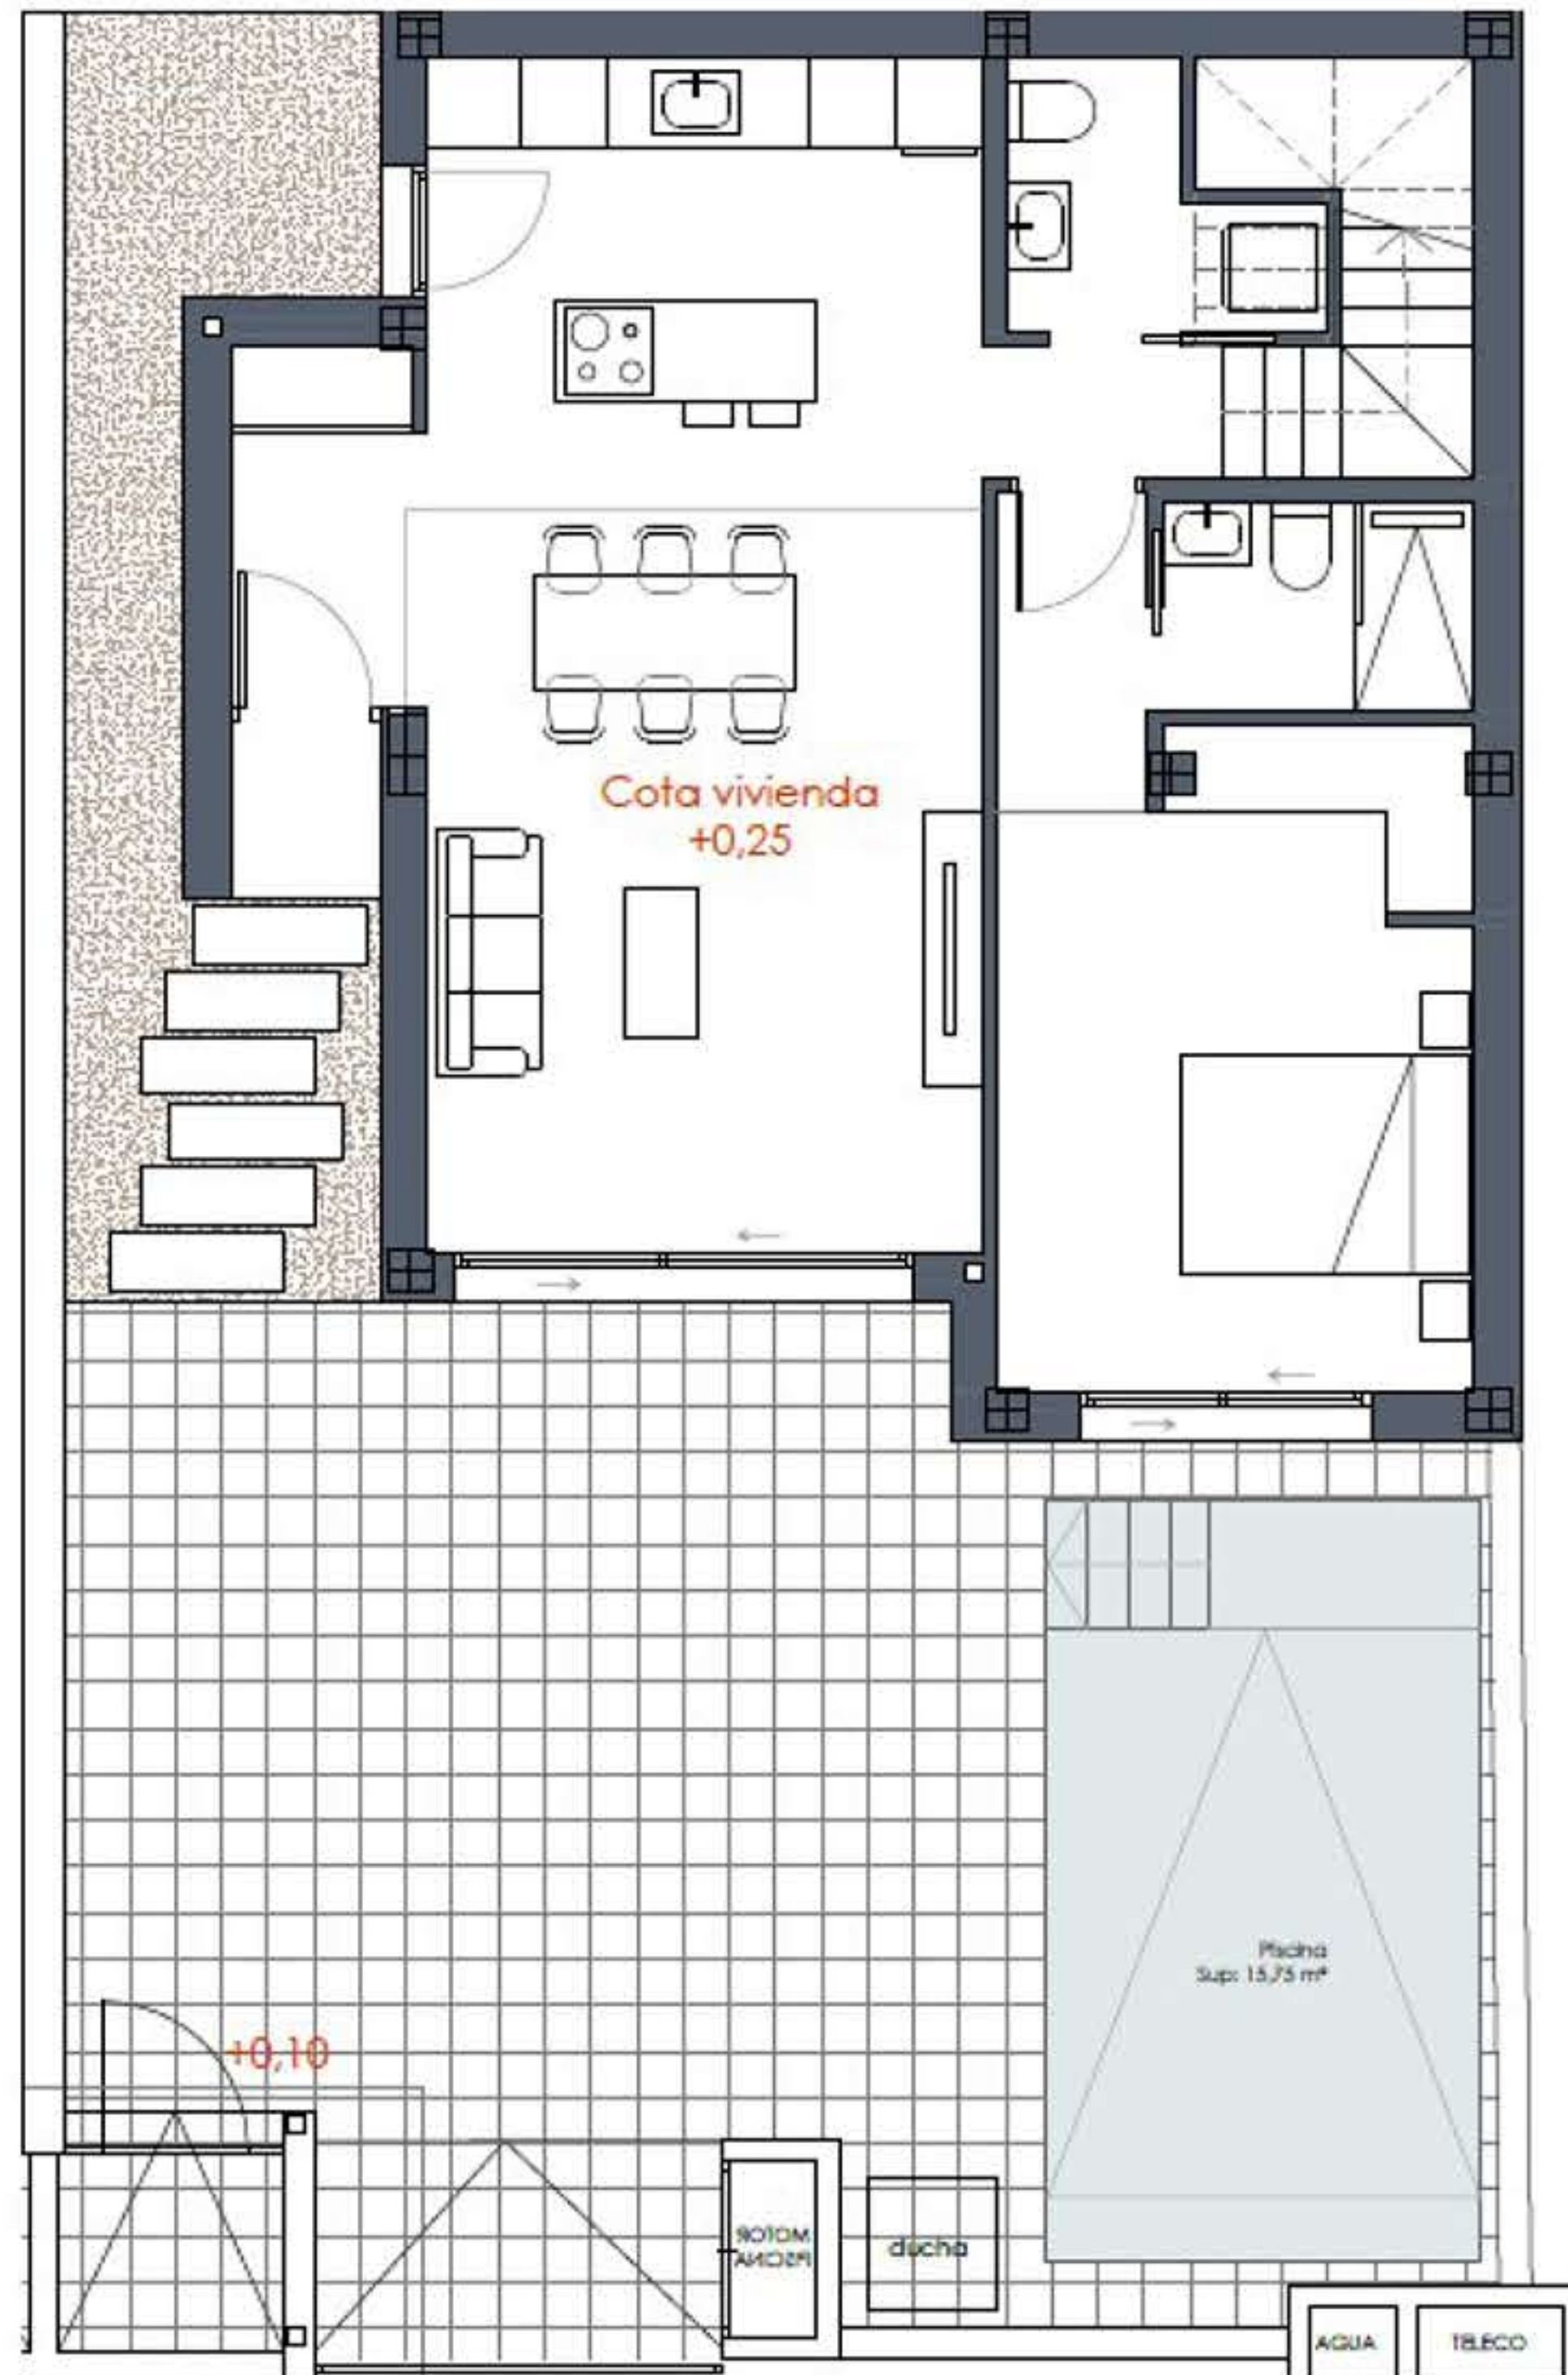 Cota vivienda
+0,25
Piscina
Sup: 15,75 m²
+0,10
MOTOR
PISCINA
ducha
AGUA
TELECO